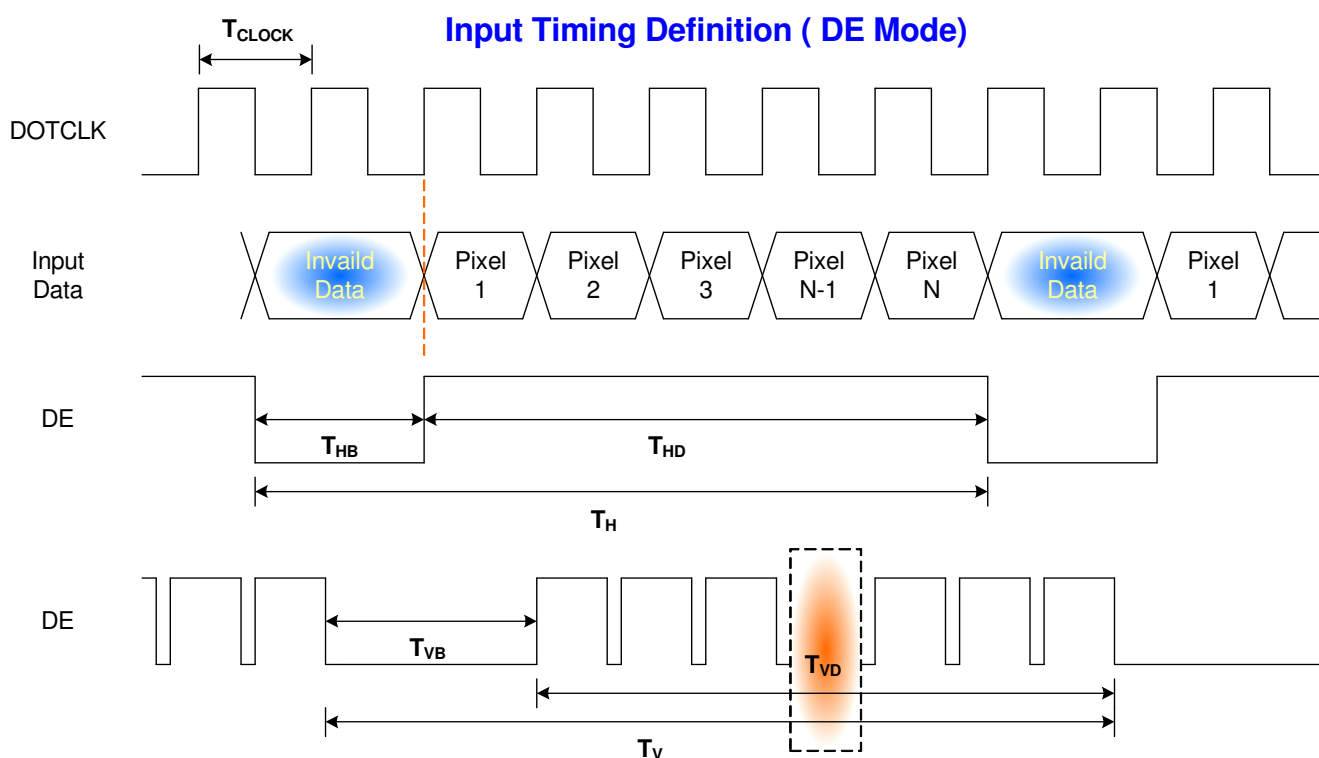 Input Timing Definition ( DE Mode)
TCLOCK
DOTCLK
Input
Data
Invaild
Data
Pixel
1
Pixel
2
Pixel
3
Pixel
N-1
Pixel
N
Invaild
Data
Pixel
1
DE
THB
THD
TH
DE
TVB
TVD
TV